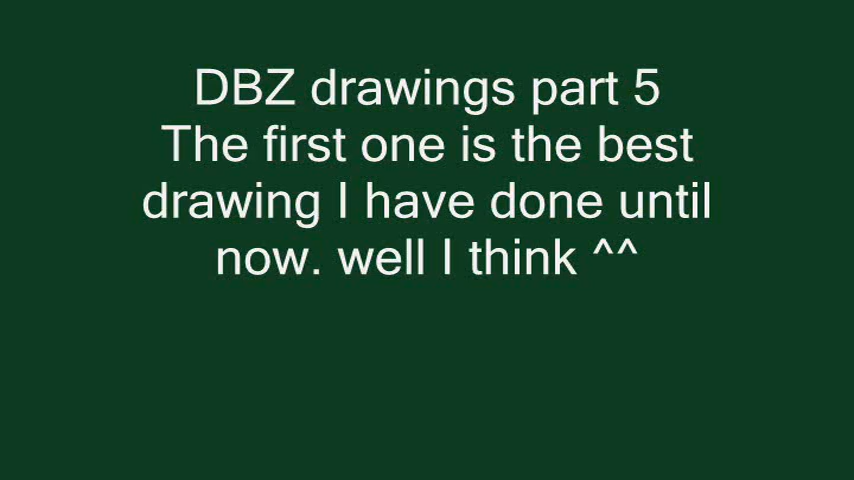 DBZ drawings part 5
The first one is the best
drawing I have done until
now. well I think ^^